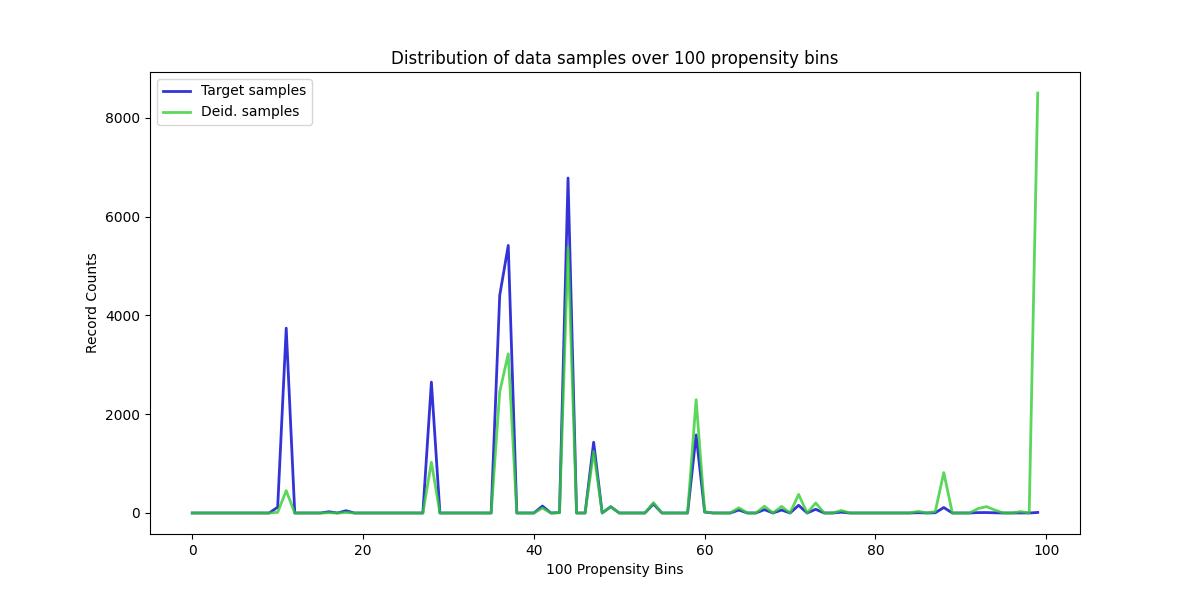 Distribution of data samples over 100 propensity bins
Target samples
Deid. samples
Record Counts
8000
6000
4000
2000
0
0 20 40 60 80 100
100 Propensity Bins